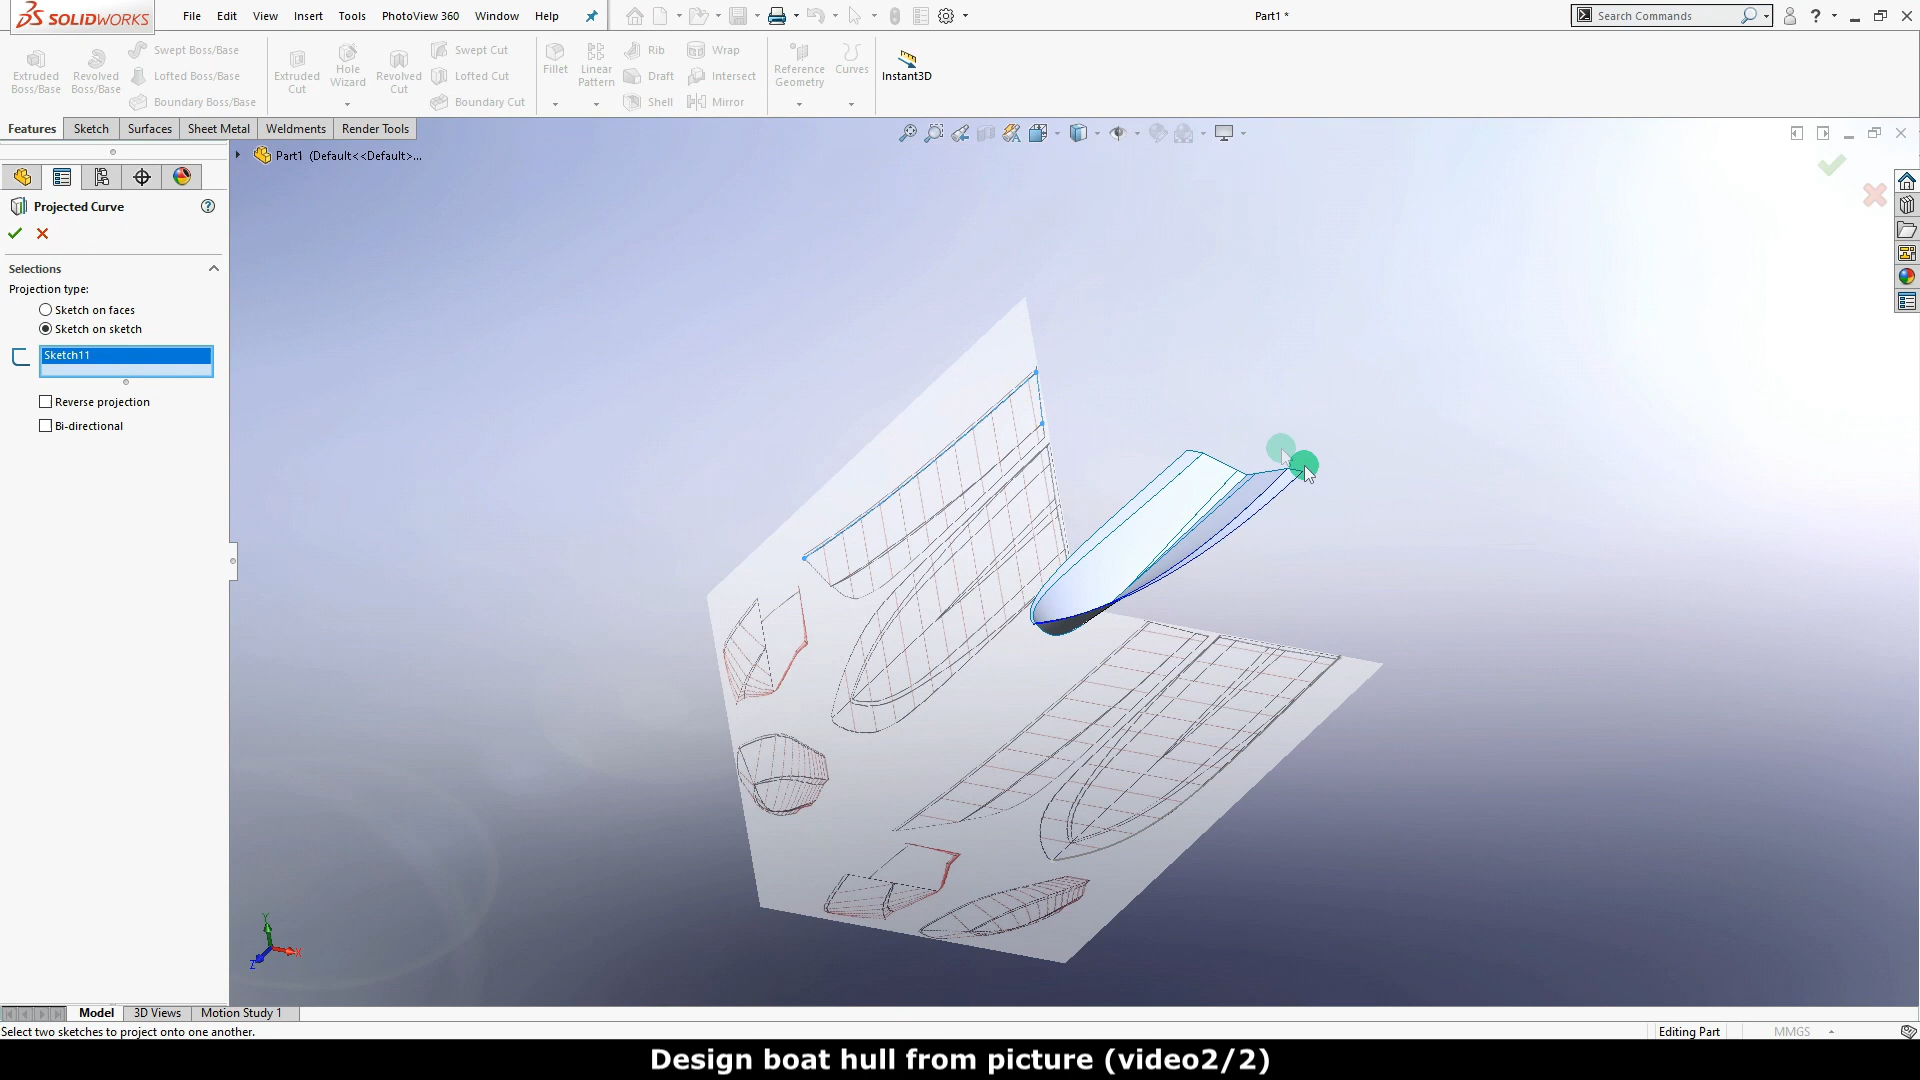 SOLIDWORKS
File Edit View Insert Tools PhotoView 360 Window Help
Part1 *
Search Commands
Extruded Boss/Base
Revolved Boss/Base
Swept Boss/Base
Lofted Boss/Base
Boundary Boss/Base
Extruded Cut
Hole Wizard
Revolved Cut
Swept Cut
Lofted Cut
Boundary Cut
Fillet
Linear Pattern
Rib
Draft
Shell
Wrap
Intersect
Mirror
Reference Geometry
Curves
Instant3D
Features Sketch Surfaces Sheet Metal Weldments Render Tools
Part1 (Default<<Default>...
Projected Curve
Selections
Projection type:
Sketch on faces
Sketch on sketch
Sketch11
Reverse projection
Bi-directional
Y
X
Z
Model 3D Views Motion Study 1
Select two sketches to project onto one another.
Editing Part
MMGS
Design boat hull from picture (video2/2)